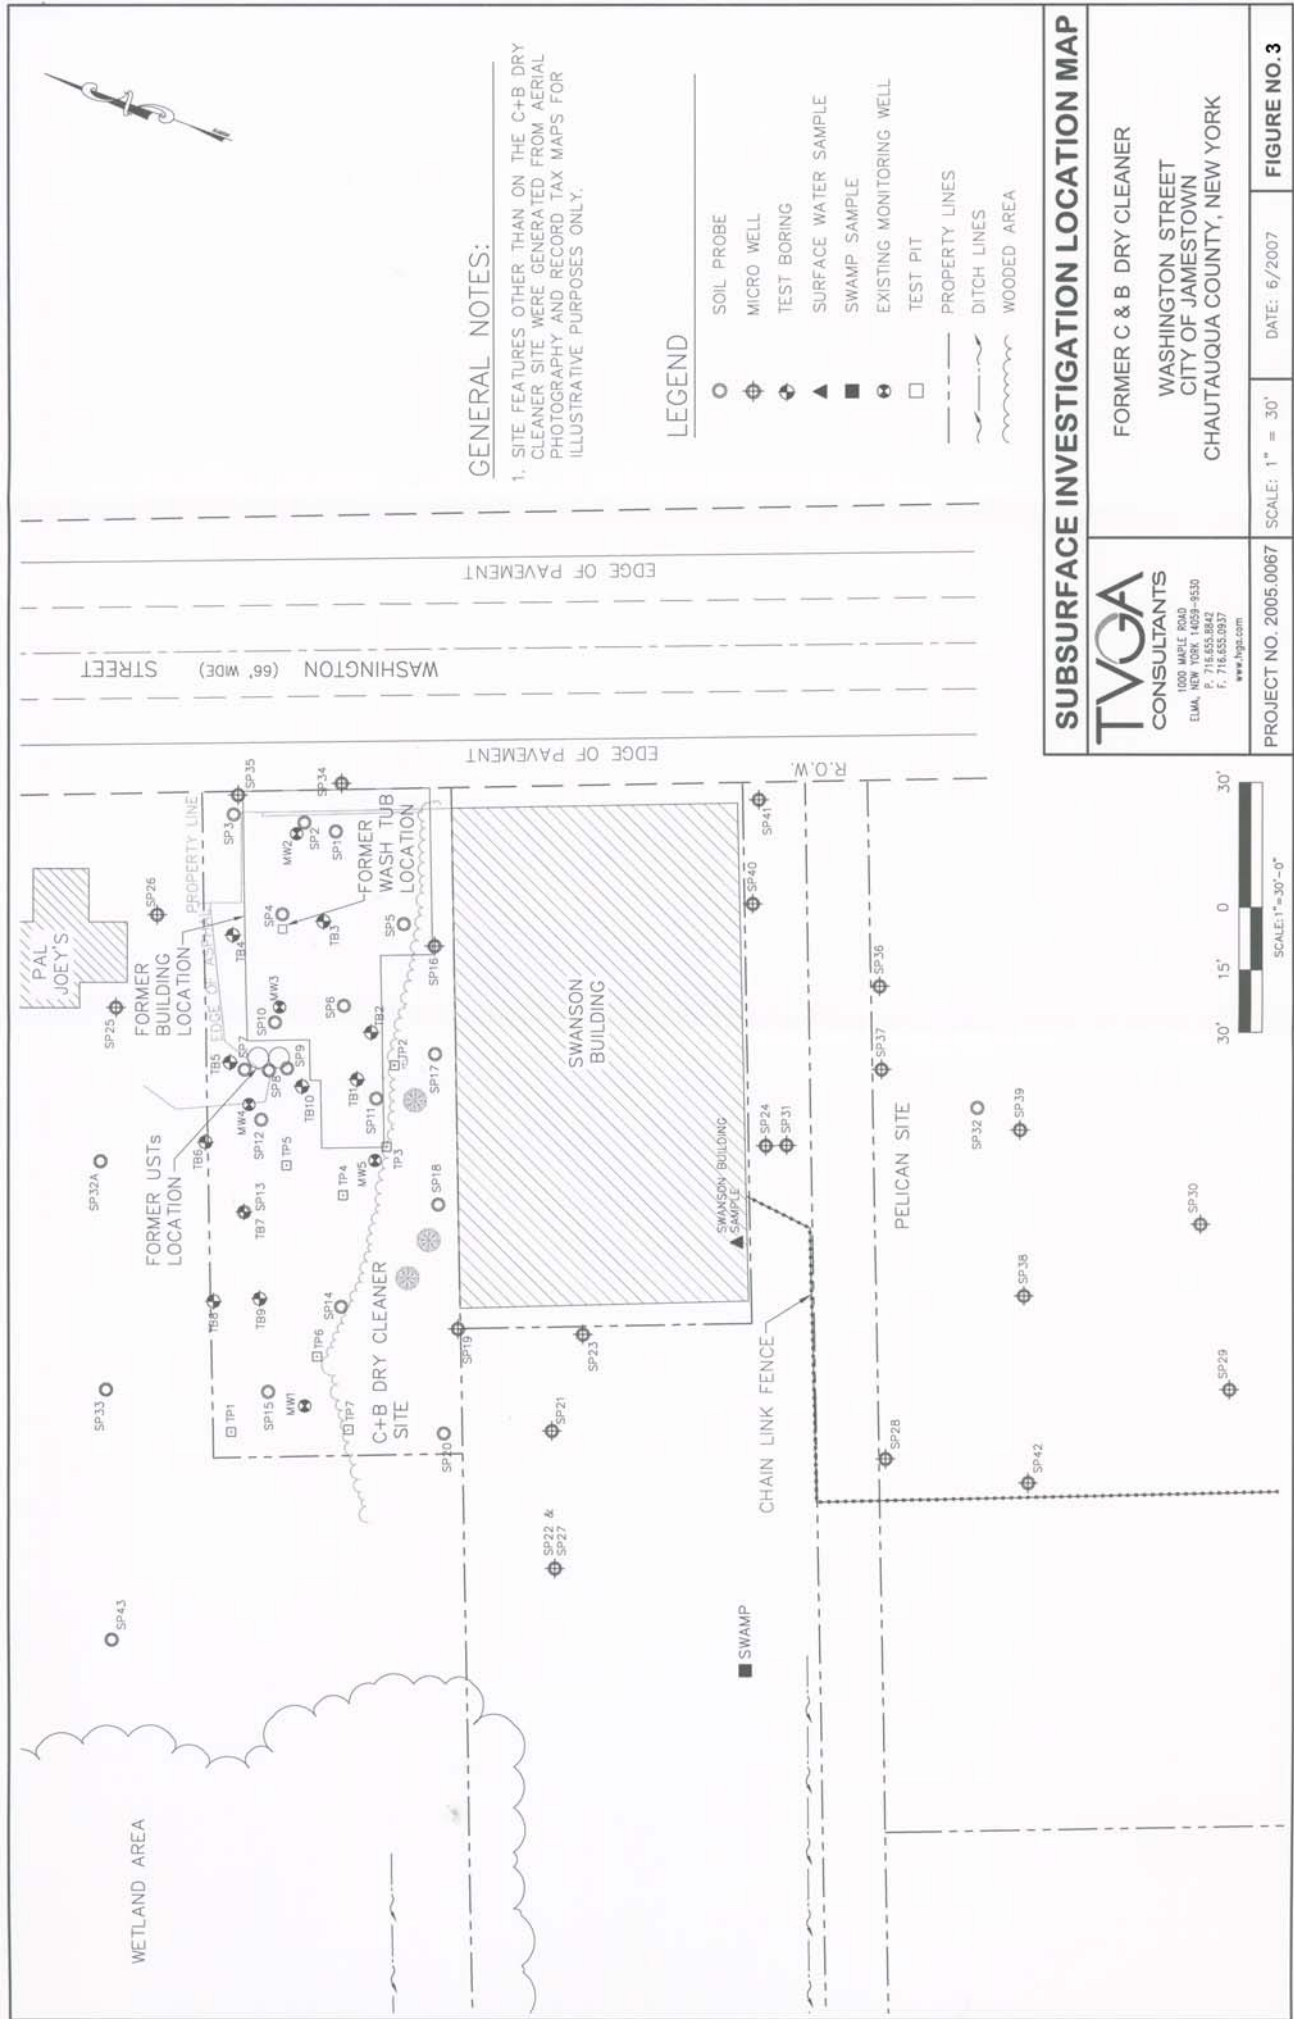 GENERAL NOTES:
1. SITE FEATURES OTHER THAN ON THE C+B DRY
CLEANER SITE WERE GENERATED FROM AERIAL
PHOTOGRAPHY AND RECORD TAX MAPS FOR
ILLUSTRATIVE PURPOSES ONLY.
LEGEND
SOIL PROBE
MICRO WELL
TEST BORING
SURFACE WATER SAMPLE
SWAMP SAMPLE
EXISTING MONITORING WELL
TEST PIT
PROPERTY LINES
DITCH LINES
WOODED AREA
EDGE OF PAVEMENT
WASHINGTON (66' WIDE) STREET
EDGE OF PAVEMENT
R.O.W.
PAL
JOEY'S
SP26
SP25
PROPERTY LINE
EDGE OF ASPHALT
FORMER
BUILDING
LOCATION
SP35
SP34
SP3
MW2
SP2
SP1
FORMER
WASH TUB
LOCATION
SP4
TB4
TB3
SP5
SP16
MW3
SP10
SP6
TB2
TB5
SP7
SP8
SP9
TP2
SP17
TB10
TB1
SP11
MW4
SP12
TB6
TP5
TP4
MW5
TP3
SP18
FORMER USTs
LOCATION
SP32A
TB7
SP13
TB8
TB9
SP14
TP6
SP33
TP1
SP15
MW1
TP7
C+B DRY CLEANER
SITE
SP20
SP19
SP23
SP21
SP22 &
SP27
SP43
WETLAND AREA
SWAMP
SWANSON
BUILDING
SWANSON BUILDING
SAMPLE
SP41
SP40
SP24
SP31
SP36
SP37
PELICAN SITE
SP32
SP39
SP30
SP38
SP29
SP28
SP42
CHAIN LINK FENCE
30' 15' 0 30'
SCALE: 1"=30'-0"
SUBSURFACE INVESTIGATION LOCATION MAP
TVGA
CONSULTANTS
1000 MAPLE ROAD
ELMA, NEW YORK 14059-9530
P. 716.655.8842
F. 716.655.0937
www.tvga.com
FORMER C & B DRY CLEANER
WASHINGTON STREET
CITY OF JAMESTOWN
CHAUTAUQUA COUNTY, NEW YORK
PROJECT NO. 2005.0067
SCALE: 1" = 30'
DATE: 6/2007
FIGURE NO. 3